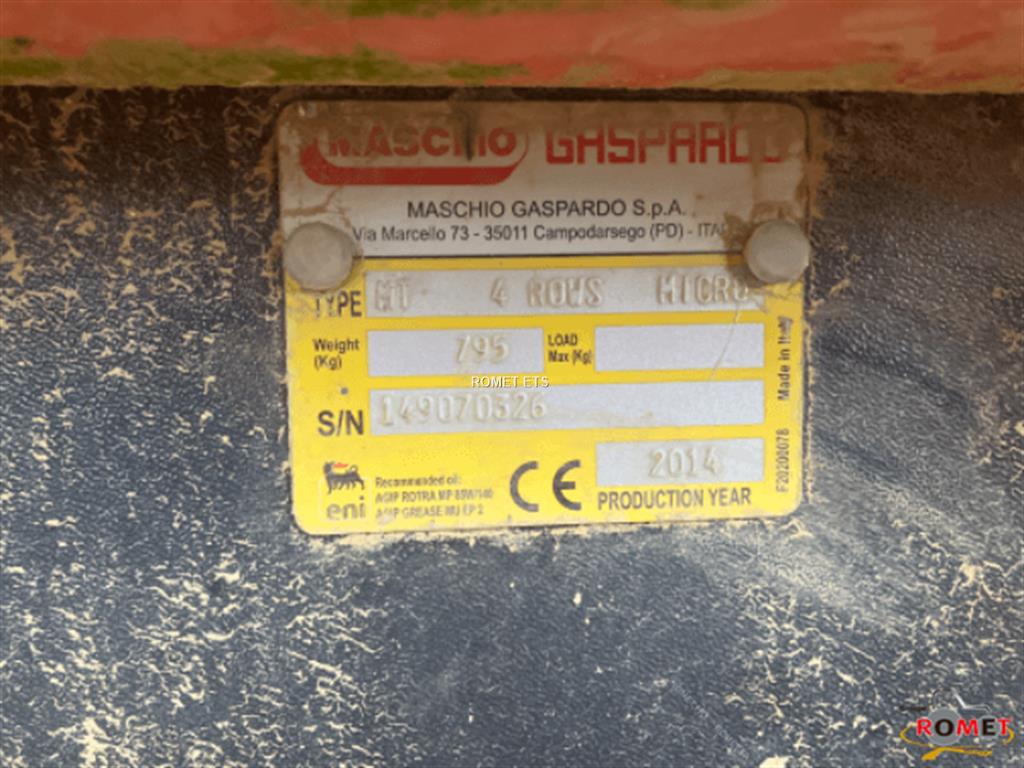 MASCHIO GASPARDO
MASCHIO GASPARDO S.p.A.
Via Marcello 73 - 35011 Campodarsego (PD) - ITA
TYPE MT 4 ROWS MICRO
Weight (Kg) 795 LOAD Max (Kg)
ROMET ETS
S/N 149070326
2014
PRODUCTION YEAR
CE
eni
Recommended oil:
AGIP ROTRA MP 85W/140
AGIP GREASE MU EP 2
Made in Italy
F20200078
ROMET